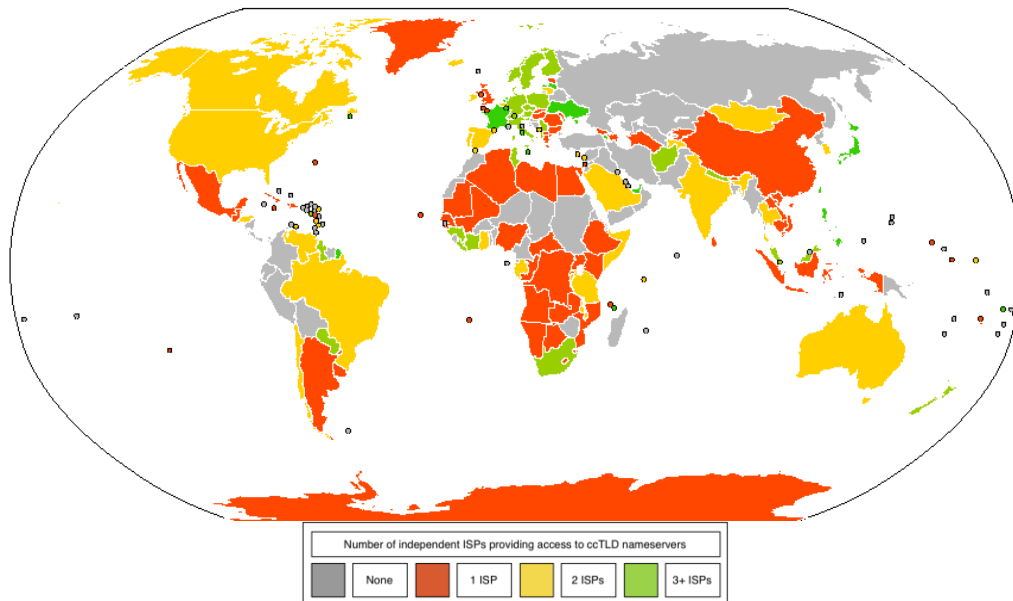 Number of independent ISPs providing access to ccTLD nameservers
None
1 ISP
2 ISPs
3+ ISPs